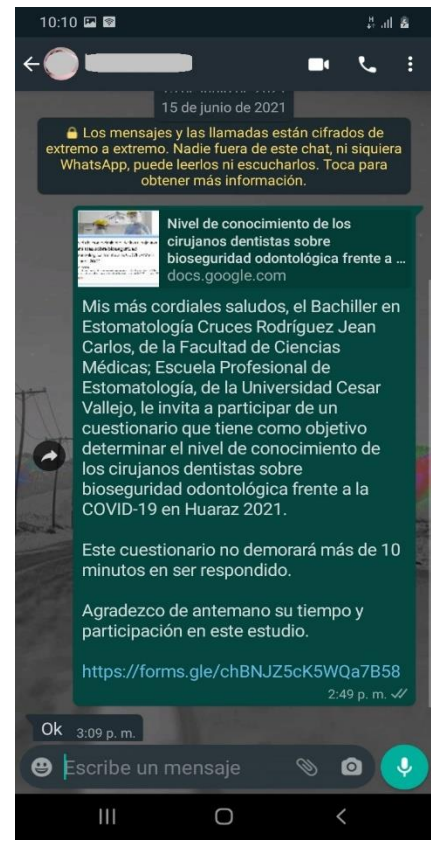 10:10
15 de junio de 2021
Los mensajes y las llamadas están cifrados de
extremo a extremo. Nadie fuera de este chat, ni siquiera
WhatsApp, puede leerlos ni escucharlos. Toca para
obtener más información.
Nivel de conocimiento de los
cirujanos dentistas sobre
bioseguridad odontológica frente a ...
docs.google.com
Mis más cordiales saludos, el Bachiller en
Estomatología Cruces Rodríguez Jean
Carlos, de la Facultad de Ciencias
Médicas; Escuela Profesional de
Estomatología, de la Universidad Cesar
Vallejo, le invita a participar de un
cuestionario que tiene como objetivo
determinar el nivel de conocimiento de
los cirujanos dentistas sobre
bioseguridad odontológica frente a la
COVID-19 en Huaraz 2021.
Este cuestionario no demorará más de 10
minutos en ser respondido.
Agradezco de antemano su tiempo y
participación en este estudio.
https://forms.gle/chBNJZ5cK5WQa7B58
2:49 p. m.
Ok 3:09 p. m.
Escribe un mensaje